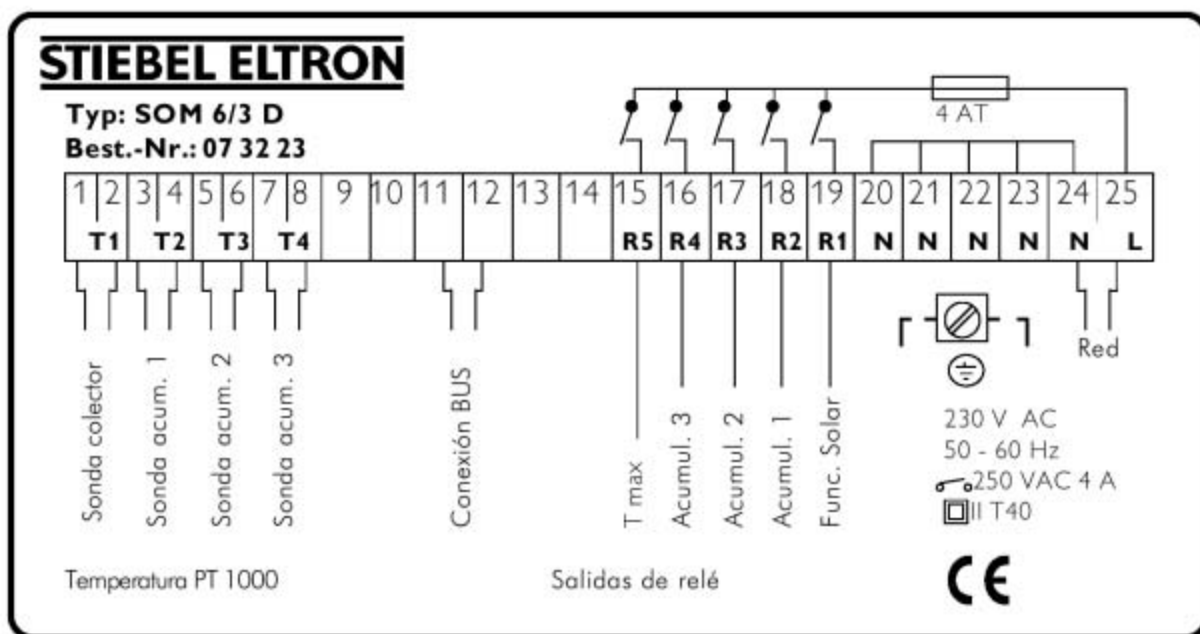 STIEBEL ELTRON
Typ: SOM 6/3 D
Best.-Nr.: 07 32 23
4 AT
1 2 3 4 5 6 7 8 9 10 11 12 13 14 15 16 17 18 19 20 21 22 23 24 25
T1 T2 T3 T4 R5 R4 R3 R2 R1 N N N N N L
Sonda colector
Sonda acum. 1
Sonda acum. 2
Sonda acum. 3
Conexión BUS
T max
Acumul. 3
Acumul. 2
Acumul. 1
Func. Solar
Red
230 V AC
50 - 60 Hz
250 VAC 4 A
II T40
Temperatura PT 1000
Salidas de relé
CE